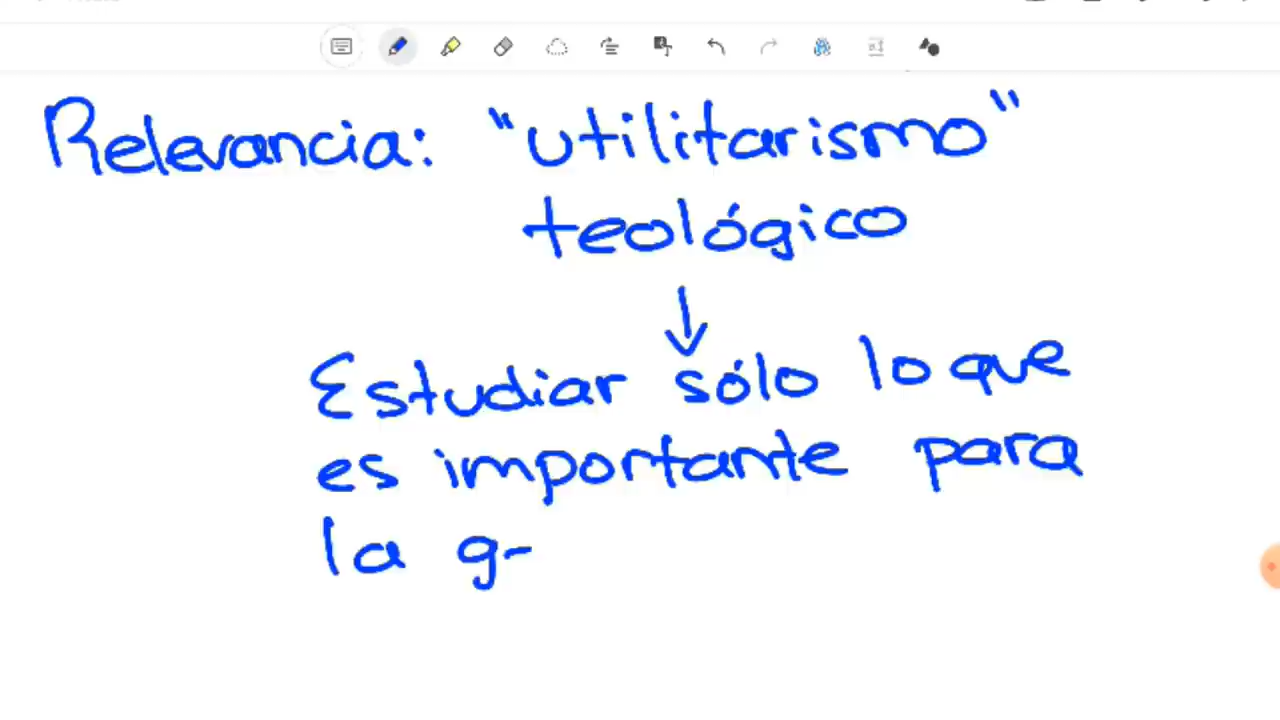 Relevancia: "utilitarismo"
teológico
Estudiar sólo lo que
es importante para
la g